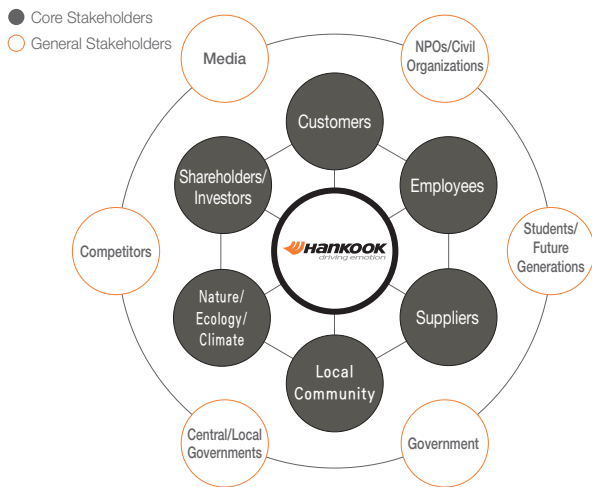 Core Stakeholders
General Stakeholders
Media
NPOs/Civil
Organizations
Customers
Shareholders/
Investors
Employees
Competitors
HANKOOK
driving emotion
Students/
Future
Generations
Nature/
Ecology/
Climate
Suppliers
Local
Community
Central/Local
Governments
Government